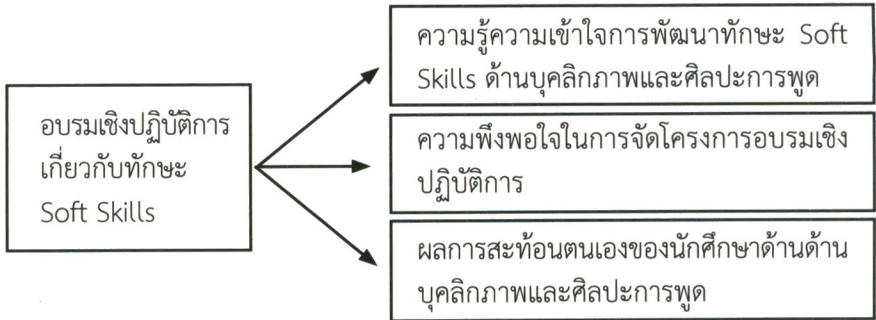 อบรมเชิงปฏิบัติการ
เกี่ยวกับทักษะ
Soft Skills
ความรู้ความเข้าใจการพัฒนาทักษะ Soft
Skills ด้านบุคลิกภาพและศิลปะการพูด
ความพึงพอใจในการจัดโครงการอบรมเชิง
ปฏิบัติการ
ผลการสะท้อนตนเองของนักศึกษาด้านด้าน
บุคลิกภาพและศิลปะการพูด